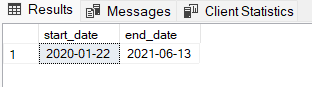 Results Messages Client Statistics
start_date end_date
1 2020-01-22 2021-06-13